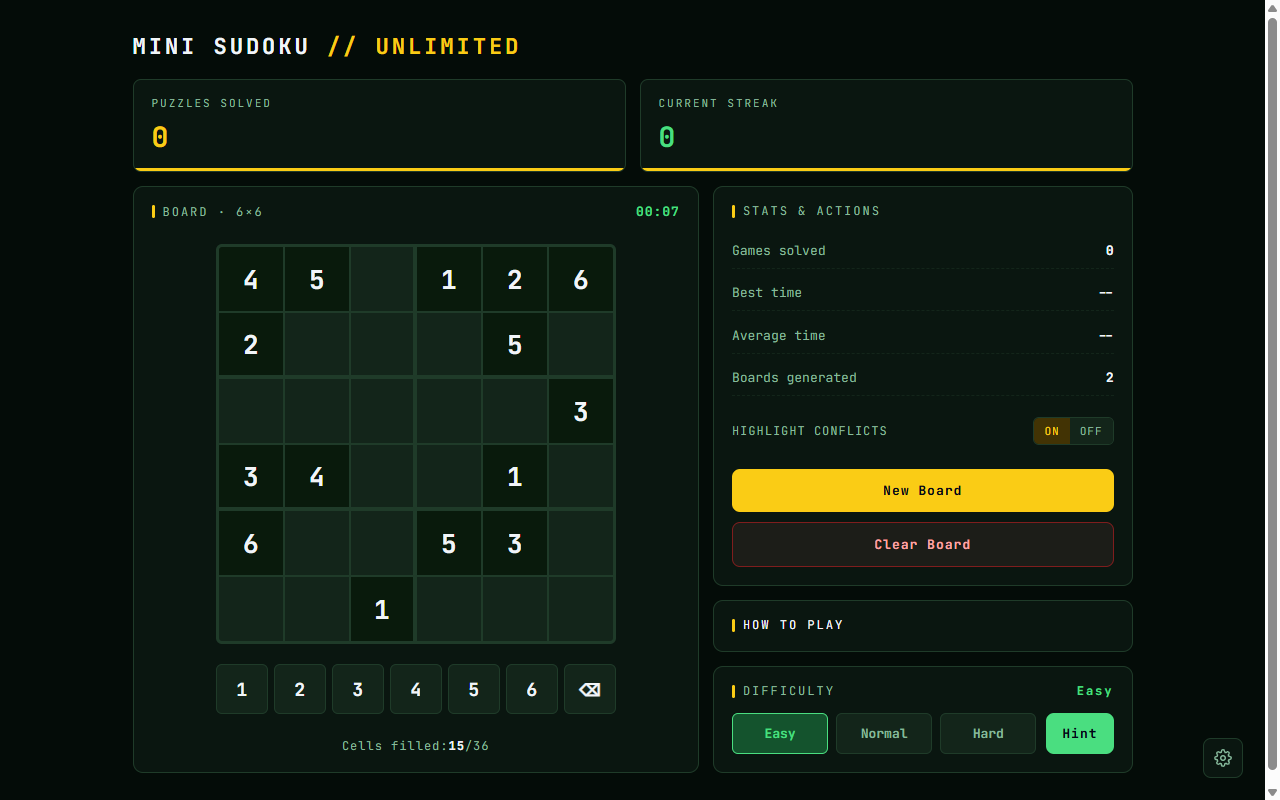 MINI SUDOKU // UNLIMITED
PUZZLES SOLVED
0
CURRENT STREAK
0
BOARD · 6×6
00:07
4 5 1 2 6
2 5
3
3 4 1
6 5 3
1
1 2 3 4 5 6 ⌫
Cells filled:15/36
STATS & ACTIONS
Games solved 0
Best time —
Average time —
Boards generated 2
HIGHLIGHT CONFLICTS ON OFF
New Board
Clear Board
HOW TO PLAY
DIFFICULTY Easy
Easy Normal Hard Hint